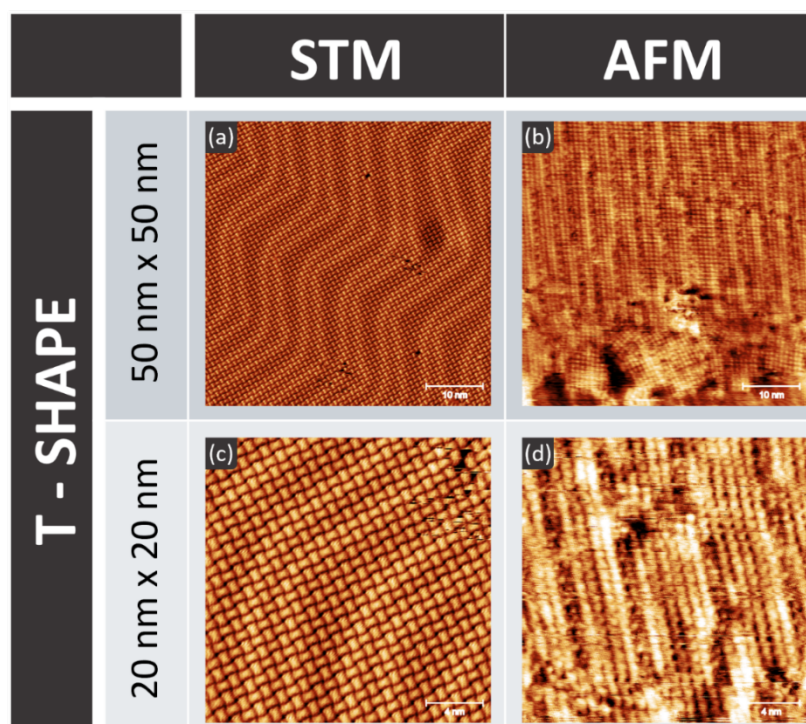 STM
AFM
T - SHAPE
50 nm x 50 nm
(a)
10 nm
(b)
10 nm
20 nm x 20 nm
(c)
4 nm
(d)
4 nm